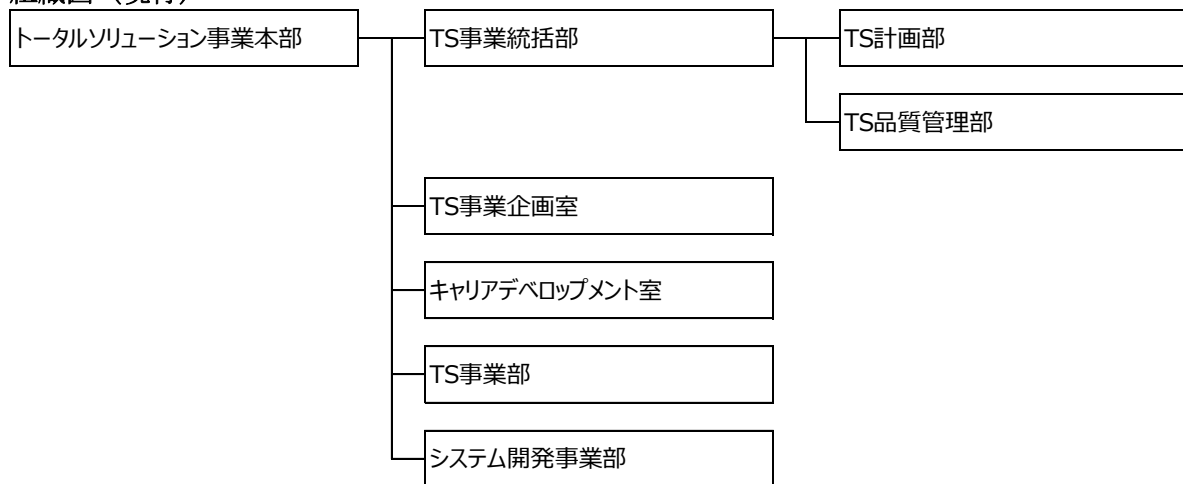 トータルソリューション事業本部
TS事業統括部
TS計画部
TS品質管理部
TS事業企画室
キャリアデベロップメント室
TS事業部
システム開発事業部